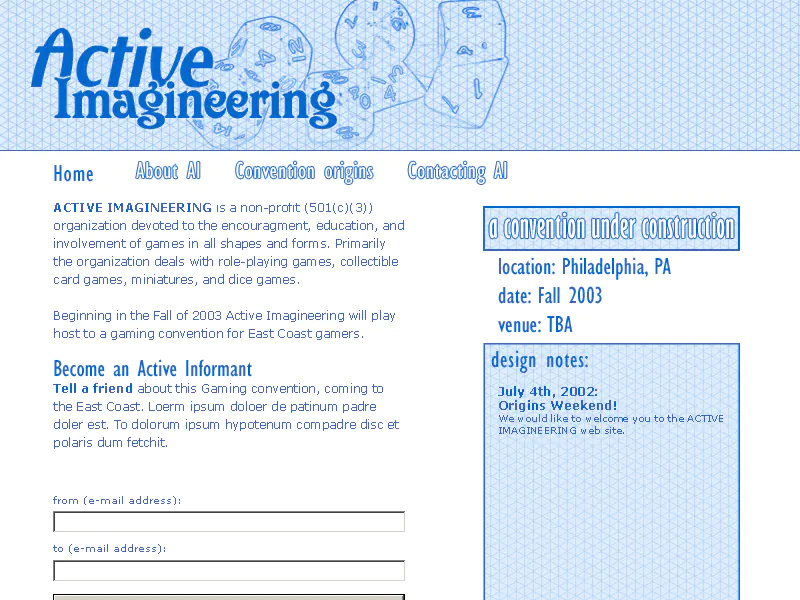 Active
Imagineering
Home
About AI
Convention origins
Contacting AI
ACTIVE IMAGINEERING is a non-profit (501(c)(3))
organization devoted to the encouragment, education, and
involvement of games in all shapes and forms. Primarily
the organization deals with role-playing games, collectible
card games, miniatures, and dice games.
Beginning in the Fall of 2003 Active Imagineering will play
host to a gaming convention for East Coast gamers.
Become an Active Informant
Tell a friend about this Gaming convention, coming to
the East Coast. Loerm ipsum doloer de patinum padre
doler est. To dolorum ipsum hypotenum compadre disc et
polaris dum fetchit.
from (e-mail address):
to (e-mail address):
a convention under construction
location: Philadelphia, PA
date: Fall 2003
venue: TBA
design notes:
July 4th, 2002:
Origins Weekend!
We would like to welcome you to the ACTIVE
IMAGINEERING web site.